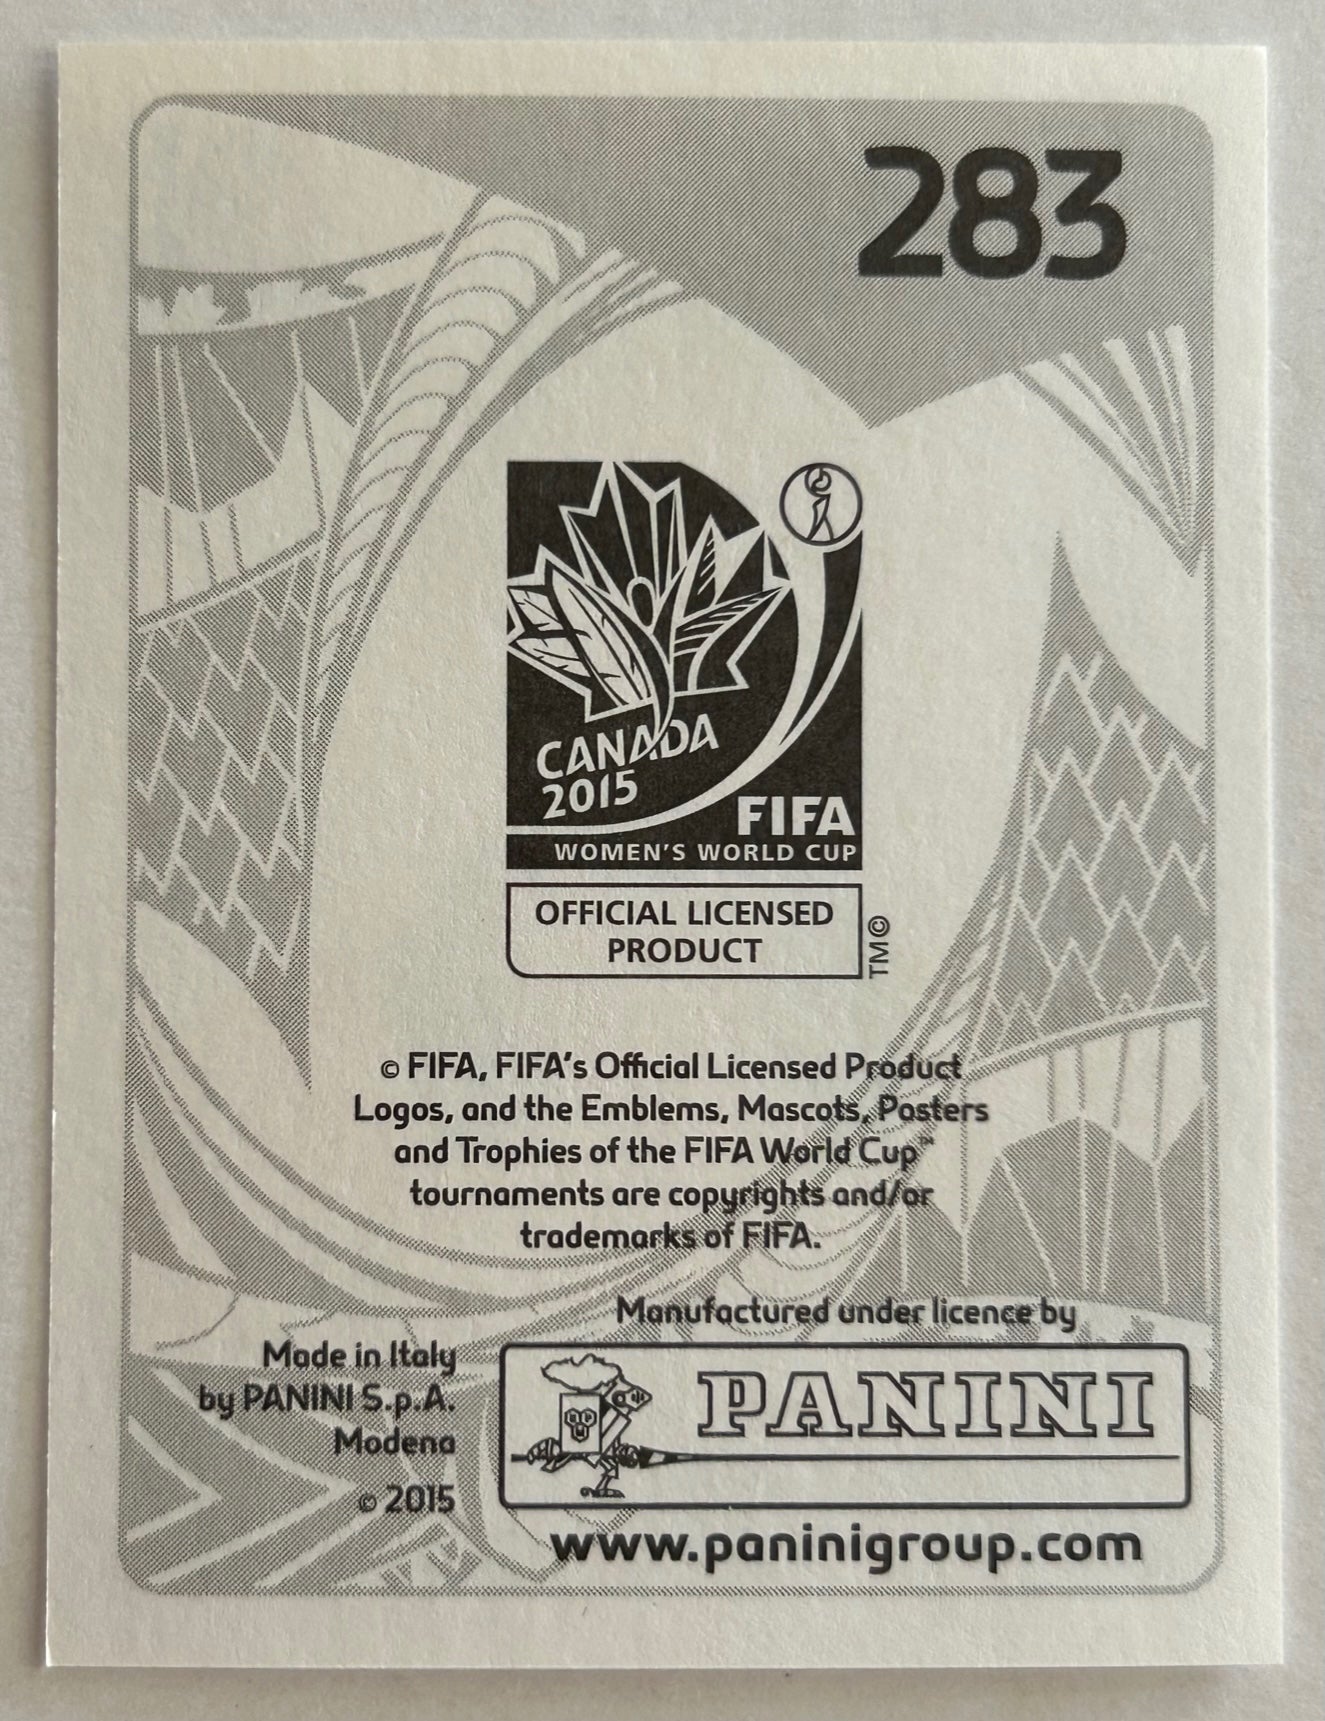 283
CANADA
2015
FIFA
WOMEN'S WORLD CUP
OFFICIAL LICENSED
PRODUCT
TM©
© FIFA, FIFA's Official Licensed Product
Logos, and the Emblems, Mascots, Posters
and Trophies of the FIFA World Cup™
tournaments are copyrights and/or
trademarks of FIFA.
Manufactured under licence by
Made in Italy
by PANINI S.p.A.
Modena
© 2015
PANINI
www.paninigroup.com